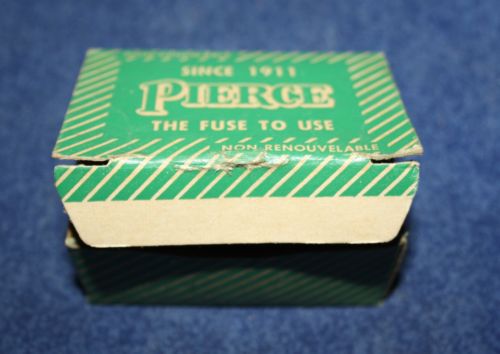 SINCE 1911
PIERCE
THE FUSE TO USE
NON RENOUVELABLE